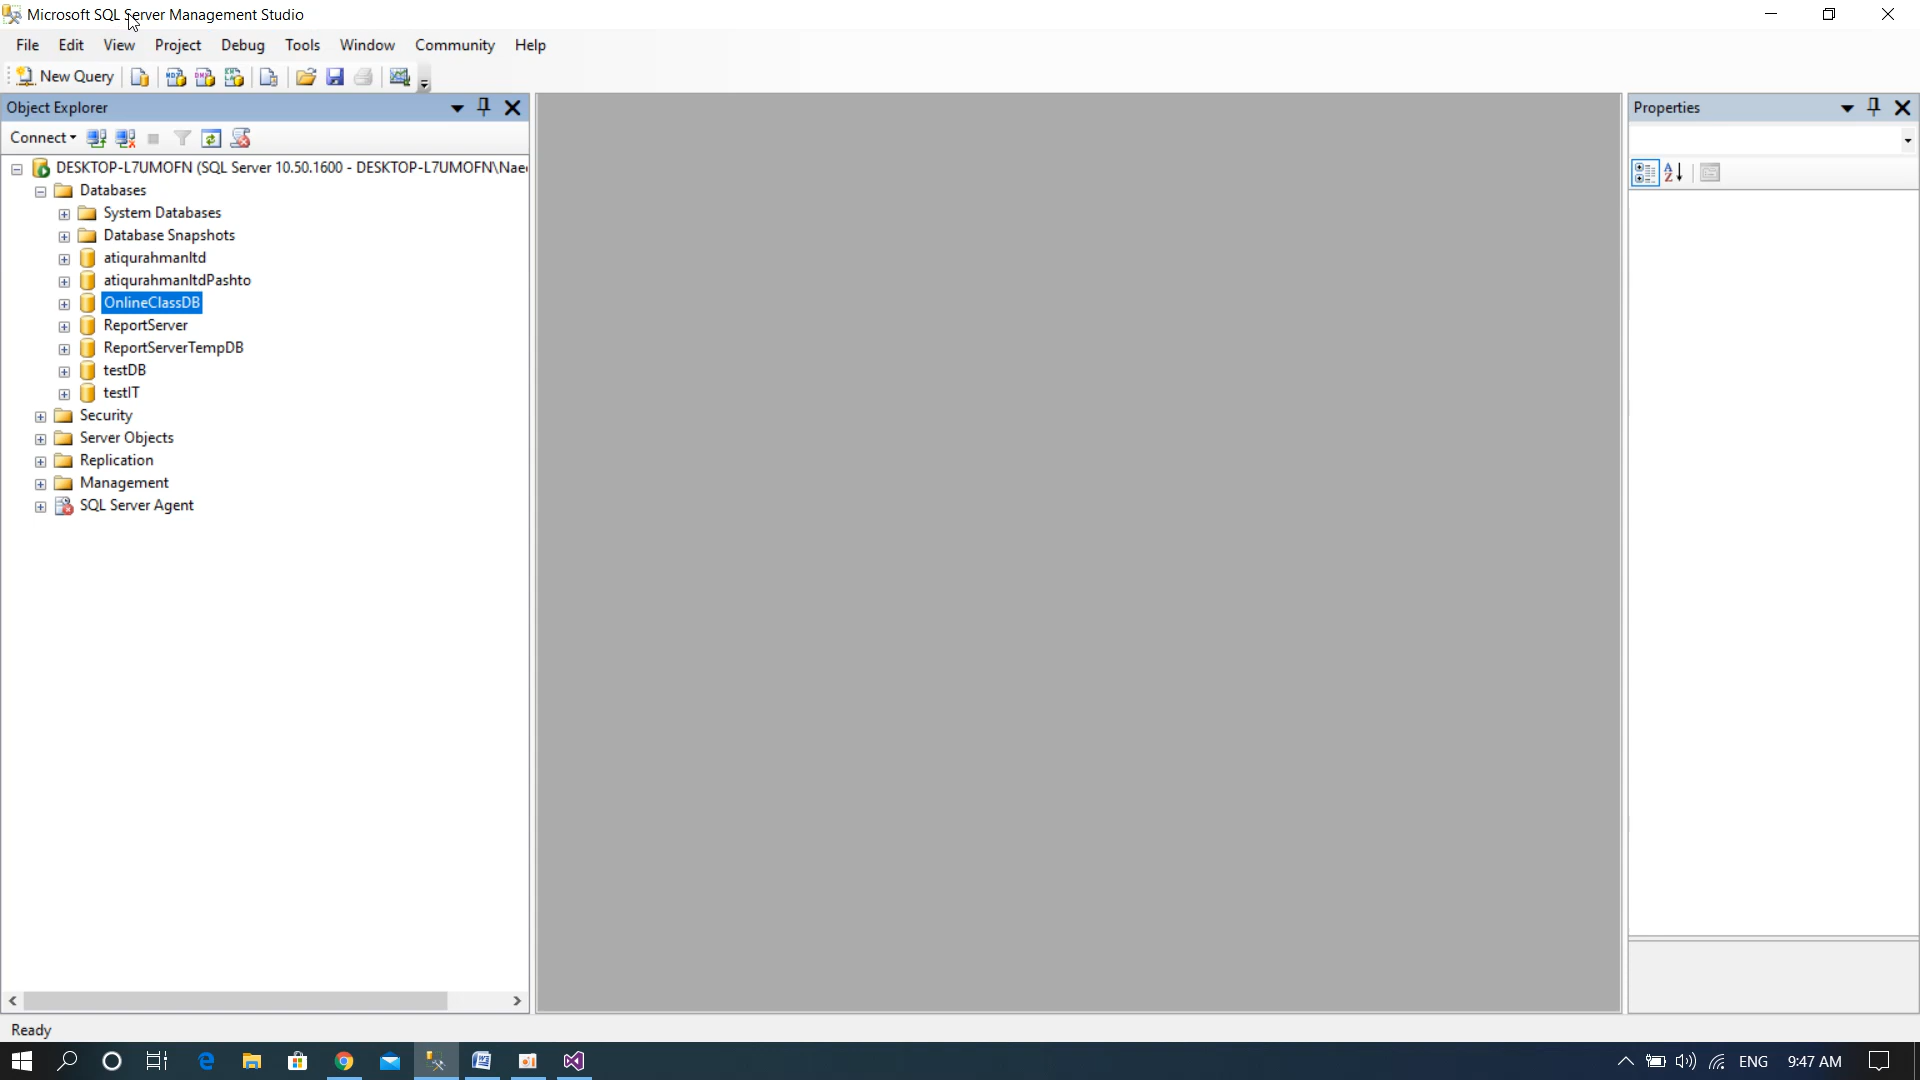 Microsoft SQL Server Management Studio
File Edit View Project Debug Tools Window Community Help
New Query
Object Explorer
Connect
DESKTOP-L7UMOFN (SQL Server 10.50.1600 - DESKTOP-L7UMOFN\Nae
Databases
System Databases
Database Snapshots
atiqurahmanltd
atiqurahmanltdPashto
OnlineClassDB
ReportServer
ReportServerTempDB
testDB
testIT
Security
Server Objects
Replication
Management
SQL Server Agent
Properties
Ready
ENG 9:47 AM